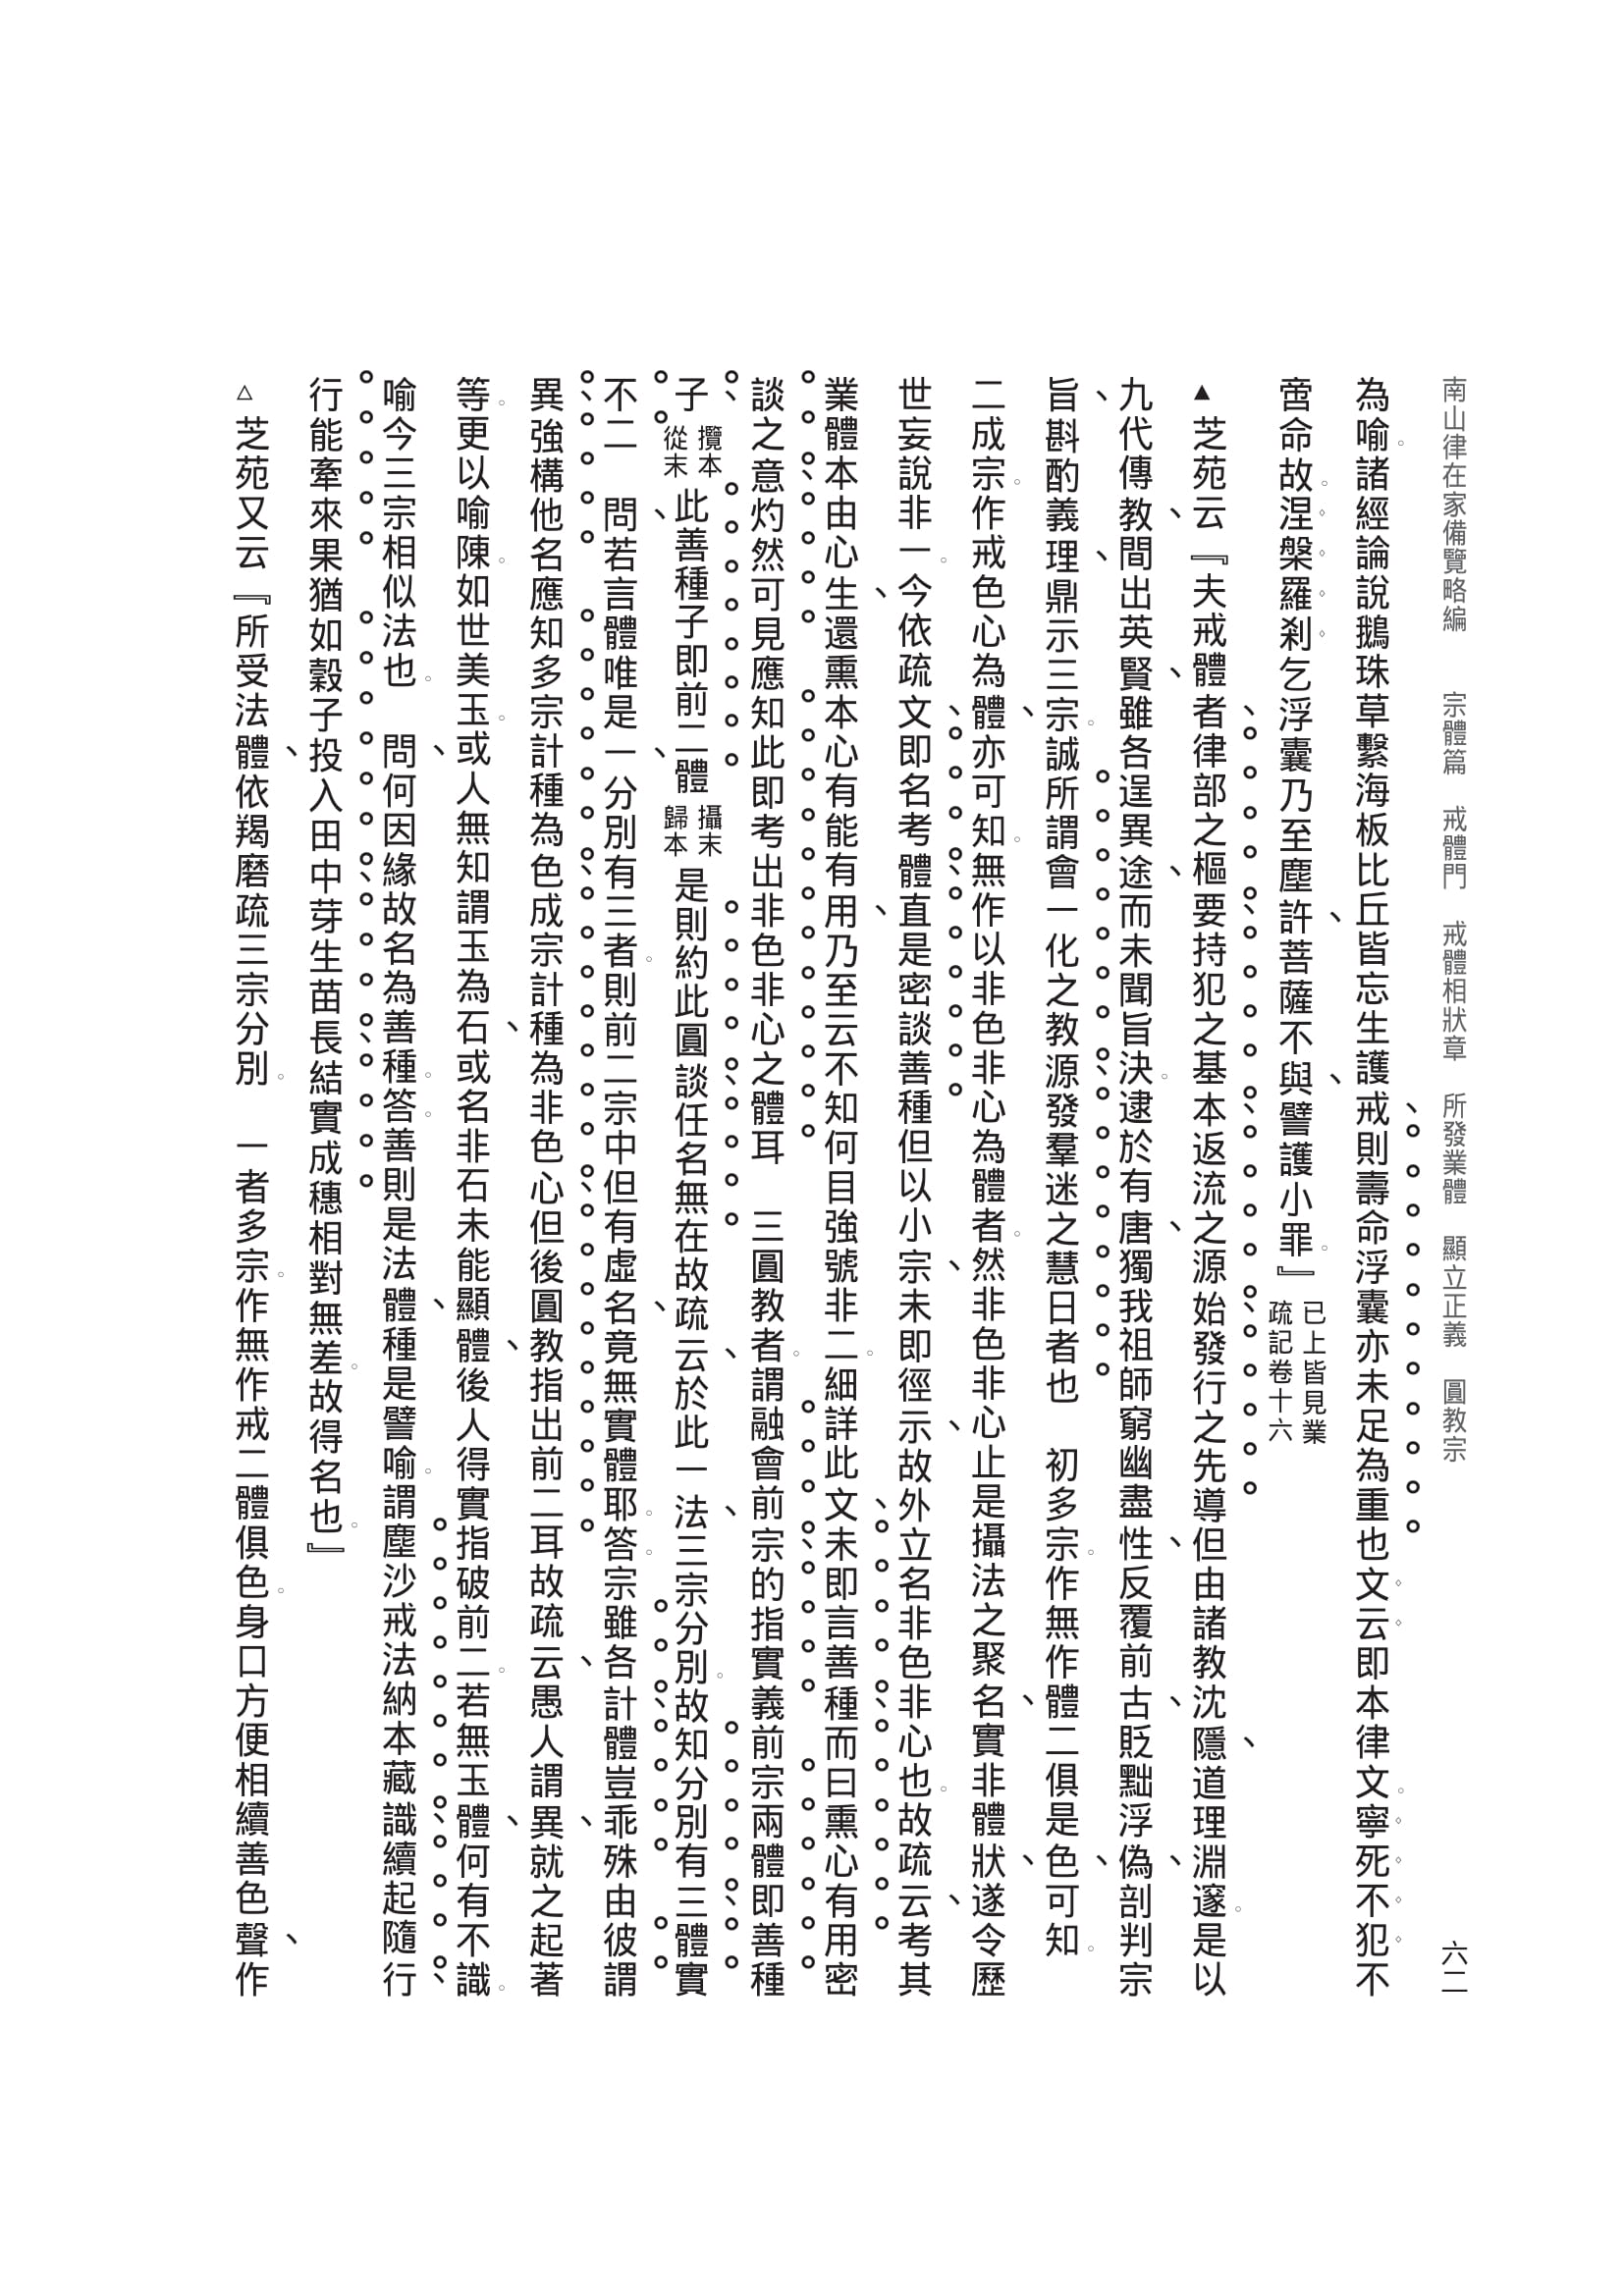 南山律在家備覽略編　宗體篇　戒體門　戒體相狀章　所發業體　顯立正義　圓教宗　六二
為喻諸經論說鵝珠草繫海板比丘皆忘生護戒則壽命浮囊亦未足為重也文云即本律文寧死不犯不
啻命故涅槃羅剎乞浮囊乃至塵許菩薩不與譬護小罪』已上皆見業疏記卷十六
▲芝苑云『夫戒體者律部之樞要持犯之基本返流之源始發行之先導但由諸教沈隱道理淵邃是以
九代傳教間出英賢雖各逞異途而未聞旨決逮於有唐獨我祖師窮幽盡性反覆前古貶黜浮偽剖判宗
旨斟酌義理鼎示三宗誠所謂會一化之教源發羣迷之慧日者也　初多宗作無作體二俱是色可知
二成宗作戒色心為體亦可知無作以非色非心為體者然非色非心止是攝法之聚名實非體狀遂令歷
世妄說非一今依疏文即名考體直是密談善種但以小宗未即徑示故外立名非色非心也故疏云考其
業體本由心生還熏本心有能有用乃至云不知何目強號非二細詳此文未即言善種而曰熏心有用密
談之意灼然可見應知此即考出非色非心之體耳　三圓教者謂融會前宗的指實義前宗兩體即善種
子攬本從末此善種子即前二體攝末歸本是則約此圓談任名無在故疏云於此一法三宗分別故知分別有三體實
不二　問若言體唯是一分別有三者則前二宗中但有虛名竟無實體耶答宗雖各計體豈乖殊由彼謂
異強構他名應知多宗計種為色成宗計種為非色心但後圓教指出前二耳故疏云愚人謂異就之起著
等更以喻陳如世美玉或人無知謂玉為石或名非石未能顯體後人得實指破前二若無玉體何有不識
喻今三宗相似法也　問何因緣故名為善種答善則是法體種是譬喻謂塵沙戒法納本藏識續起隨行
行能牽來果猶如穀子投入田中芽生苗長結實成穗相對無差故得名也』
△芝苑又云『所受法體依羯磨疏三宗分別　一者多宗作無作戒二體俱色身口方便相續善色聲作